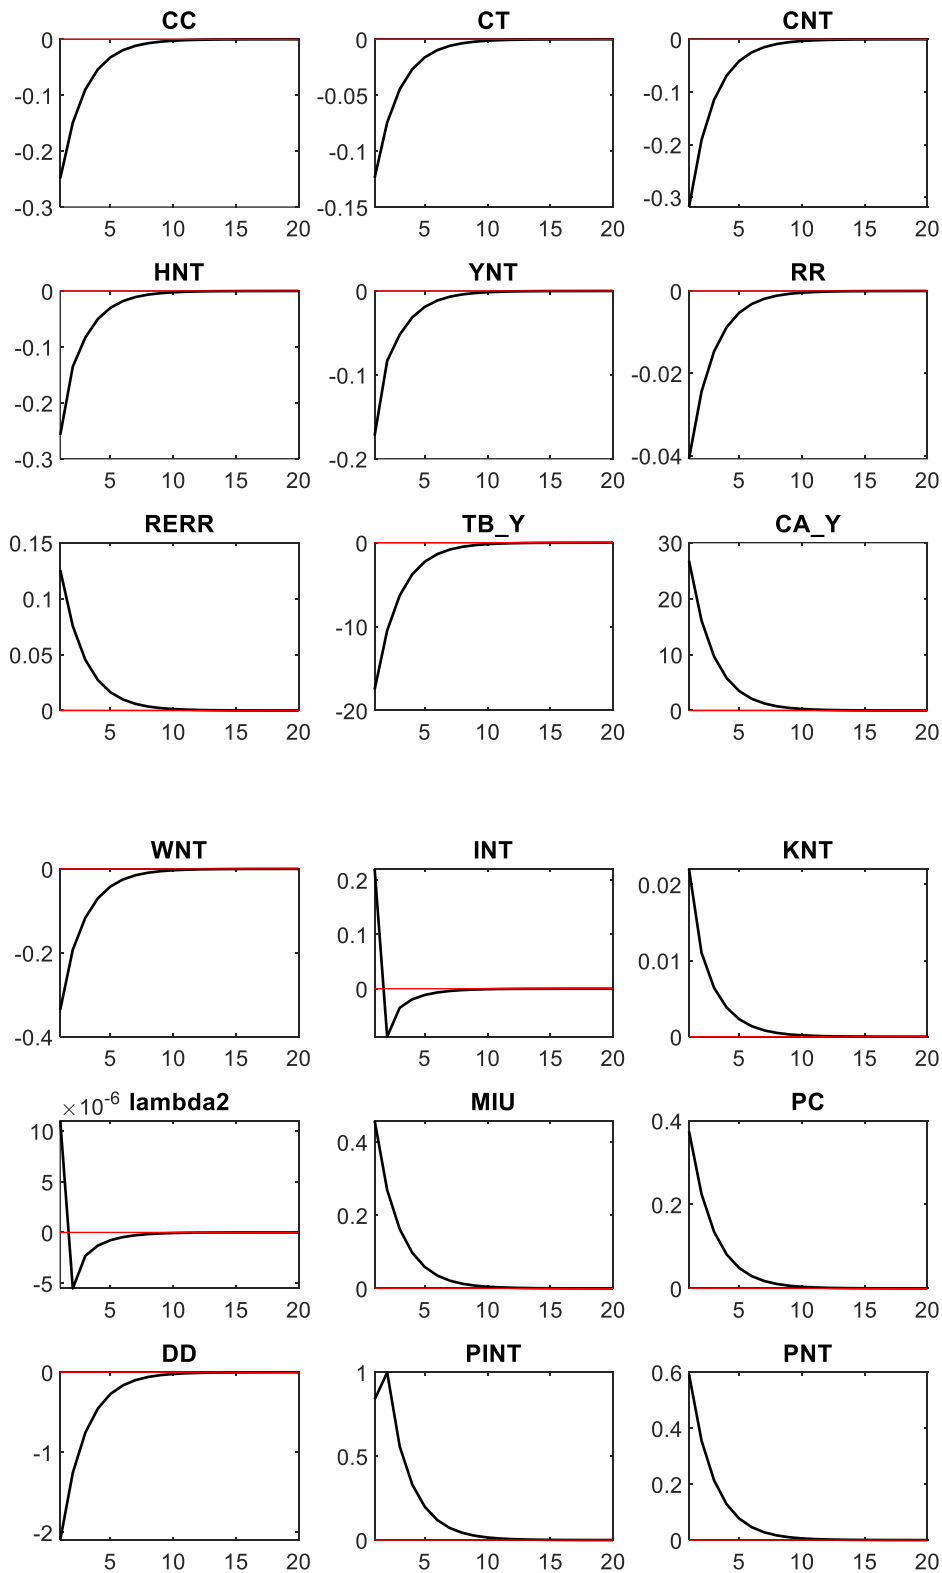 CC CT CNT
0 0 0
-0.1 -0.05 -0.1
-0.2 -0.1 -0.2
-0.3 -0.15 -0.3
5 10 15 20 5 10 15 20 5 10 15 20
HNT YNT RR
0 0 0
-0.1 -0.1 -0.02
-0.2 -0.2 -0.04
-0.3
5 10 15 20 5 10 15 20 5 10 15 20
RERR TB_Y CA_Y
0.15 0 30
0.1 -10 20
0.05 -20 10
0 0
5 10 15 20 5 10 15 20 5 10 15 20
WNT INT KNT
0 0.2 0.02
-0.2 0.1 0.01
-0.4 0 0
5 10 15 20 5 10 15 20 5 10 15 20
×10⁻⁶ lambda2 MIU PC
10 0.4 0.4
5 0.2 0.2
0 0 0
-5
5 10 15 20 5 10 15 20 5 10 15 20
DD PINT PNT
0 1 0.6
-1 0.5 0.4
-2 0 0.2
0
5 10 15 20 5 10 15 20 5 10 15 20